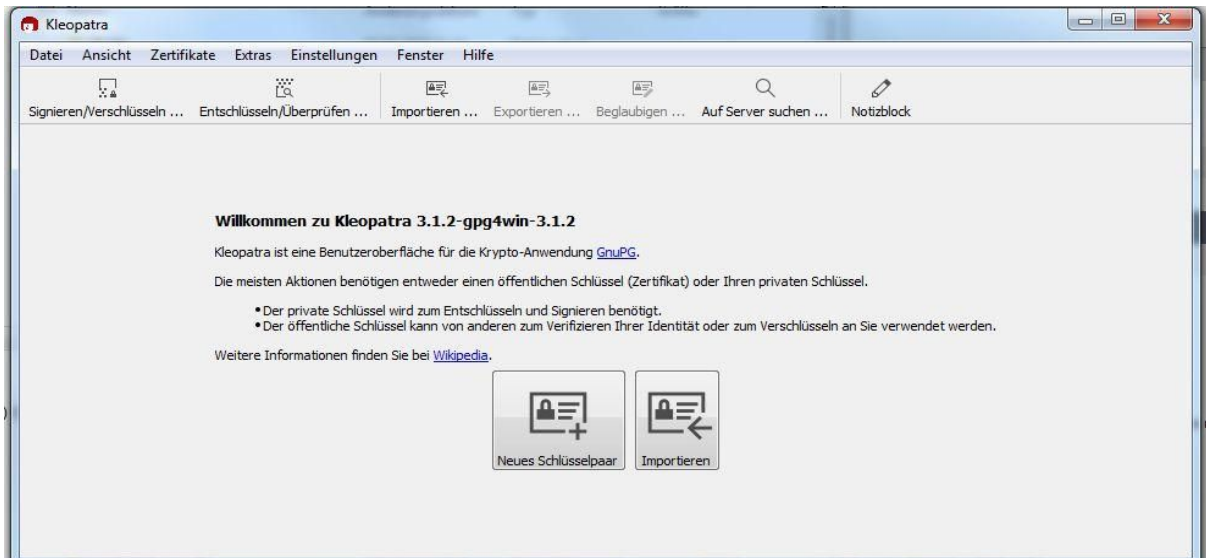 Kleopatra
Datei Ansicht Zertifikate Extras Einstellungen Fenster Hilfe
Signieren/Verschlüsseln ... Entschlüsseln/Überprüfen ... Importieren ... Exportieren ... Beglaubigen ... Auf Server suchen ... Notizblock
Willkommen zu Kleopatra 3.1.2-gpg4win-3.1.2
Kleopatra ist eine Benutzeroberfläche für die Krypto-Anwendung GnuPG.
Die meisten Aktionen benötigen entweder einen öffentlichen Schlüssel (Zertifikat) oder Ihren privaten Schlüssel.
•Der private Schlüssel wird zum Entschlüsseln und Signieren benötigt.
•Der öffentliche Schlüssel kann von anderen zum Verifizieren Ihrer Identität oder zum Verschlüsseln an Sie verwendet werden.
Weitere Informationen finden Sie bei Wikipedia.
Neues Schlüsselpaar Importieren